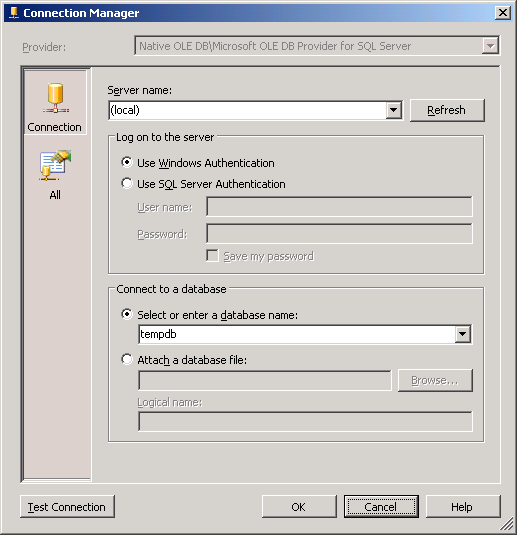 Connection Manager
Provider: Native OLE DB\Microsoft OLE DB Provider for SQL Server
Connection
All
Server name:
(local) Refresh
Log on to the server
Use Windows Authentication
Use SQL Server Authentication
User name:
Password:
Save my password
Connect to a database
Select or enter a database name:
tempdb
Attach a database file:
Browse...
Logical name:
Test Connection OK Cancel Help